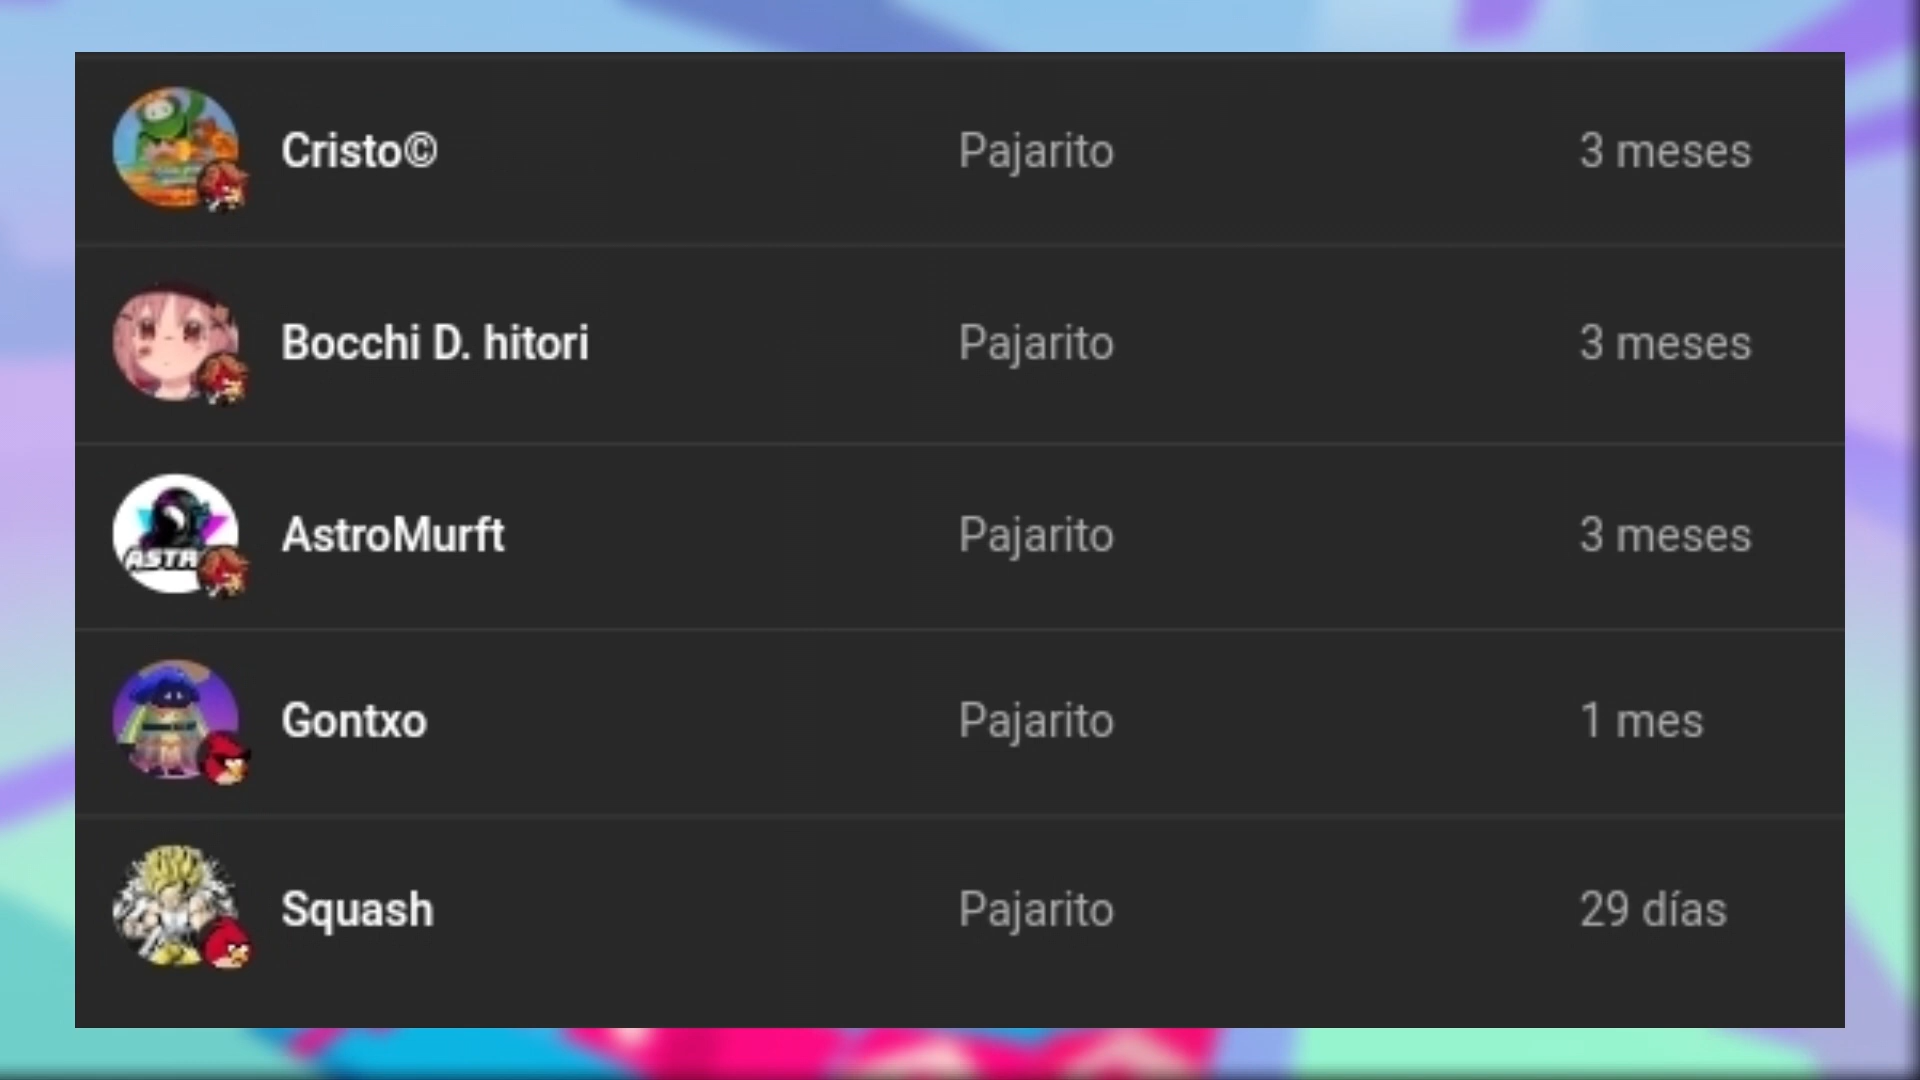 Cristo© Pajarito 3 meses
Bocchi D. hitori Pajarito 3 meses
ASTR
AstroMurft Pajarito 3 meses
Gontxo Pajarito 1 mes
Squash Pajarito 29 días